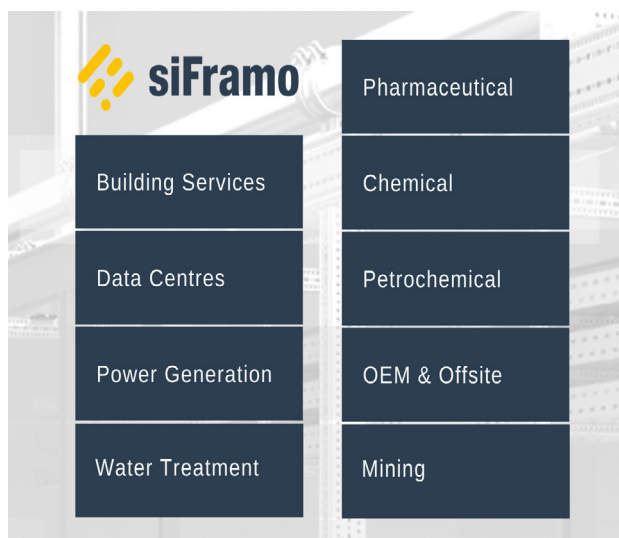 siFramo
Building Services
Data Centres
Power Generation
Water Treatment
Pharmaceutical
Chemical
Petrochemical
OEM & Offsite
Mining